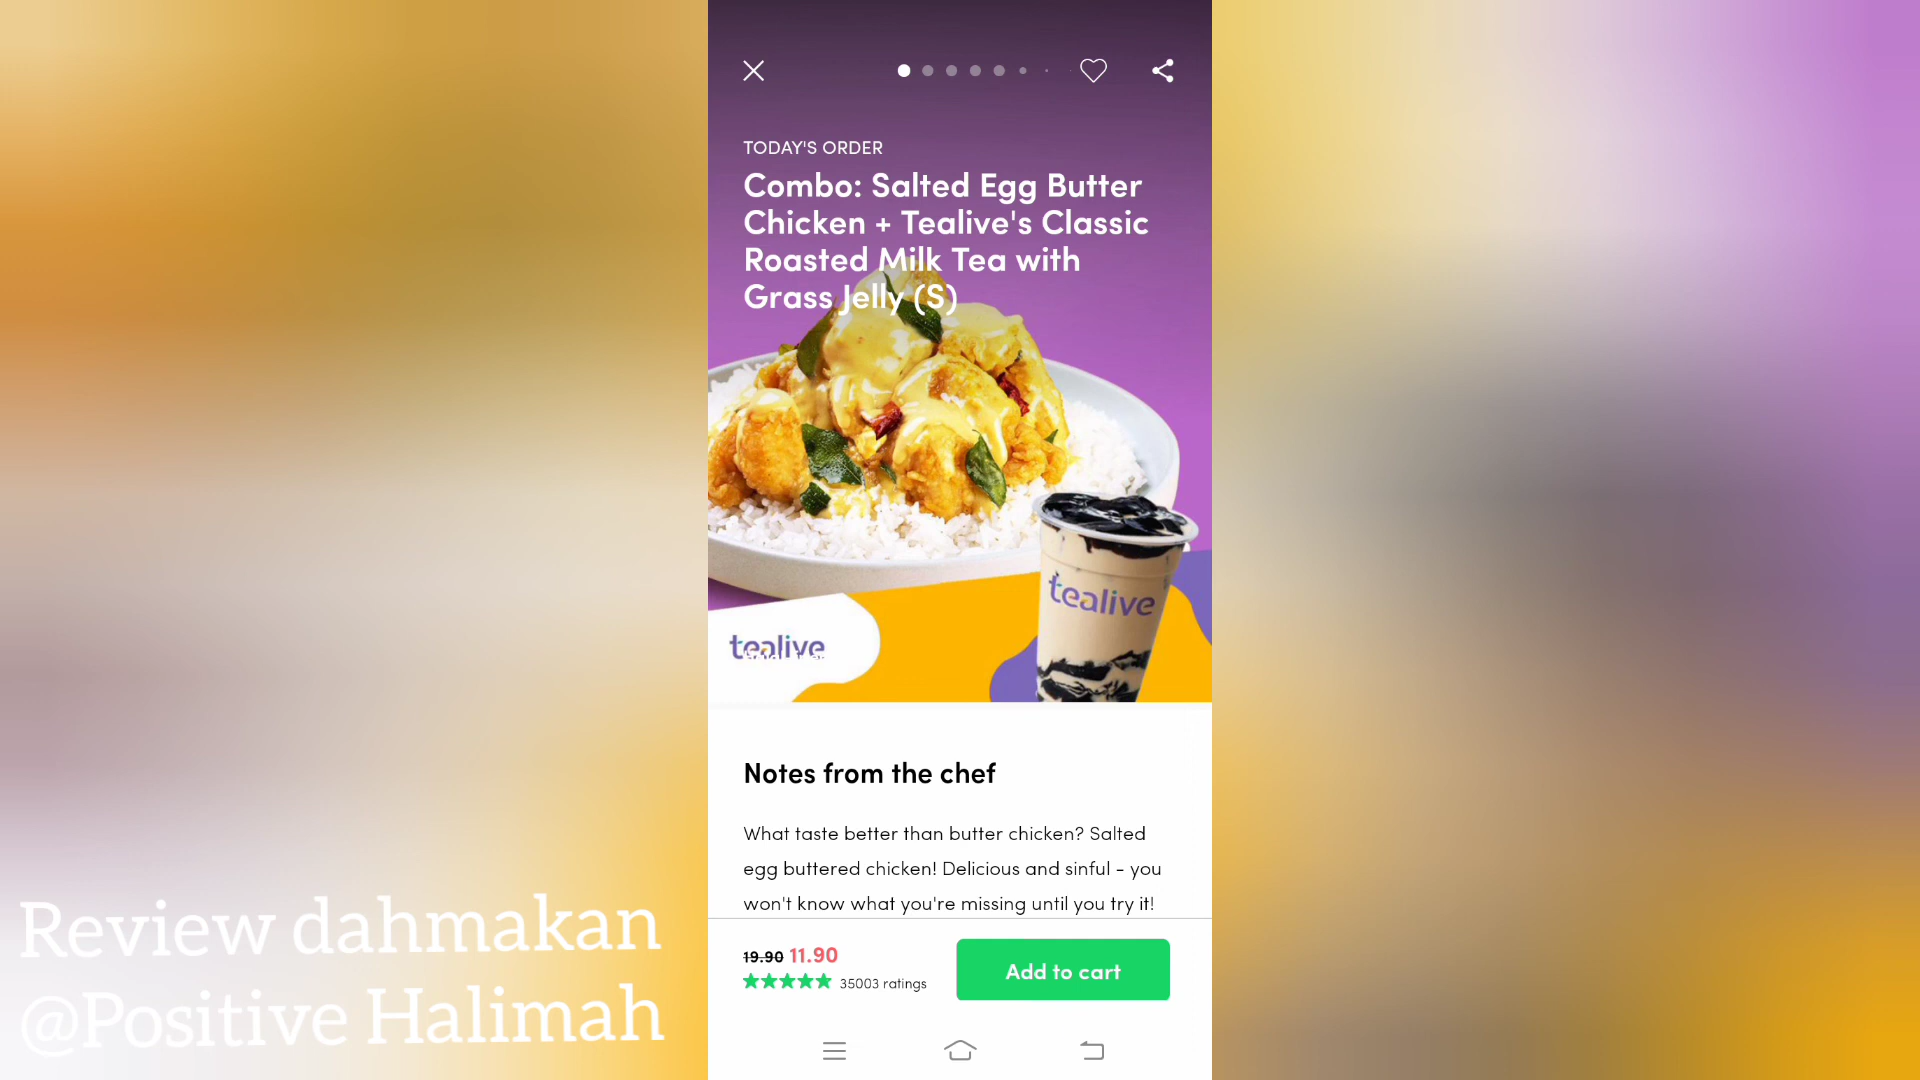 TODAY'S ORDER
Combo: Salted Egg Butter
Chicken + Tealive's Classic
Roasted Milk Tea with
Grass Jelly (S)
tealive
tealive
Notes from the chef
What taste better than butter chicken? Salted
egg buttered chicken! Delicious and sinful - you
won't know what you're missing until you try it!
19.90 11.90
35003 ratings
Add to cart
Review dahmakan
@Positive Halimah